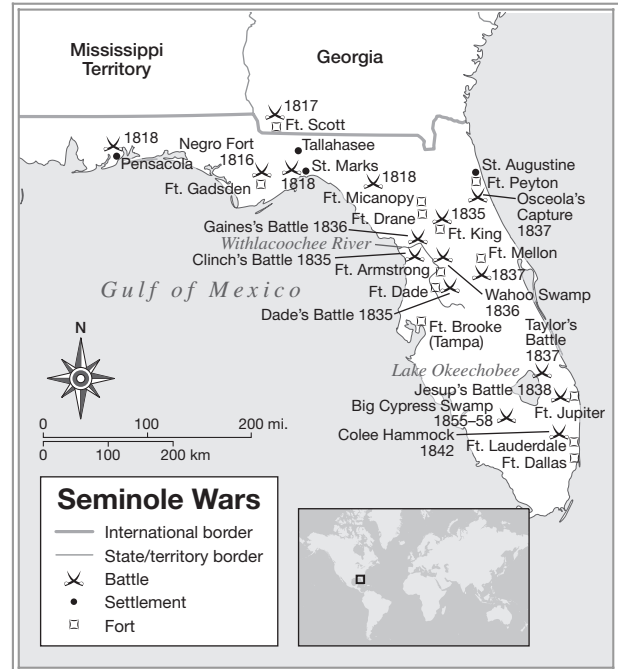 Mississippi
Territory
Georgia
1817
Ft. Scott
1818
Pensacola
Negro Fort
1816
Ft. Gadsden
Tallahasee
St. Marks
1818
1818
St. Augustine
Ft. Peyton
Osceola's
Capture
1837
Ft. Micanopy
Ft. Drane
1835
Ft. King
Gaines's Battle 1836
Withlacoochee River
Clinch's Battle 1835
Ft. Mellon
1837
Ft. Armstrong
Wahoo Swamp
1836
Gulf of Mexico
Ft. Dade
Dade's Battle 1835
Ft. Brooke
(Tampa)
Taylor's
Battle
1837
Lake Okeechobee
Jesup's Battle 1838
Ft. Jupiter
Big Cypress Swamp
1855–58
Colee Hammock
1842
Ft. Lauderdale
Ft. Dallas
N
0 100 200 mi.
0 100 200 km
Seminole Wars
International border
State/territory border
Battle
Settlement
Fort